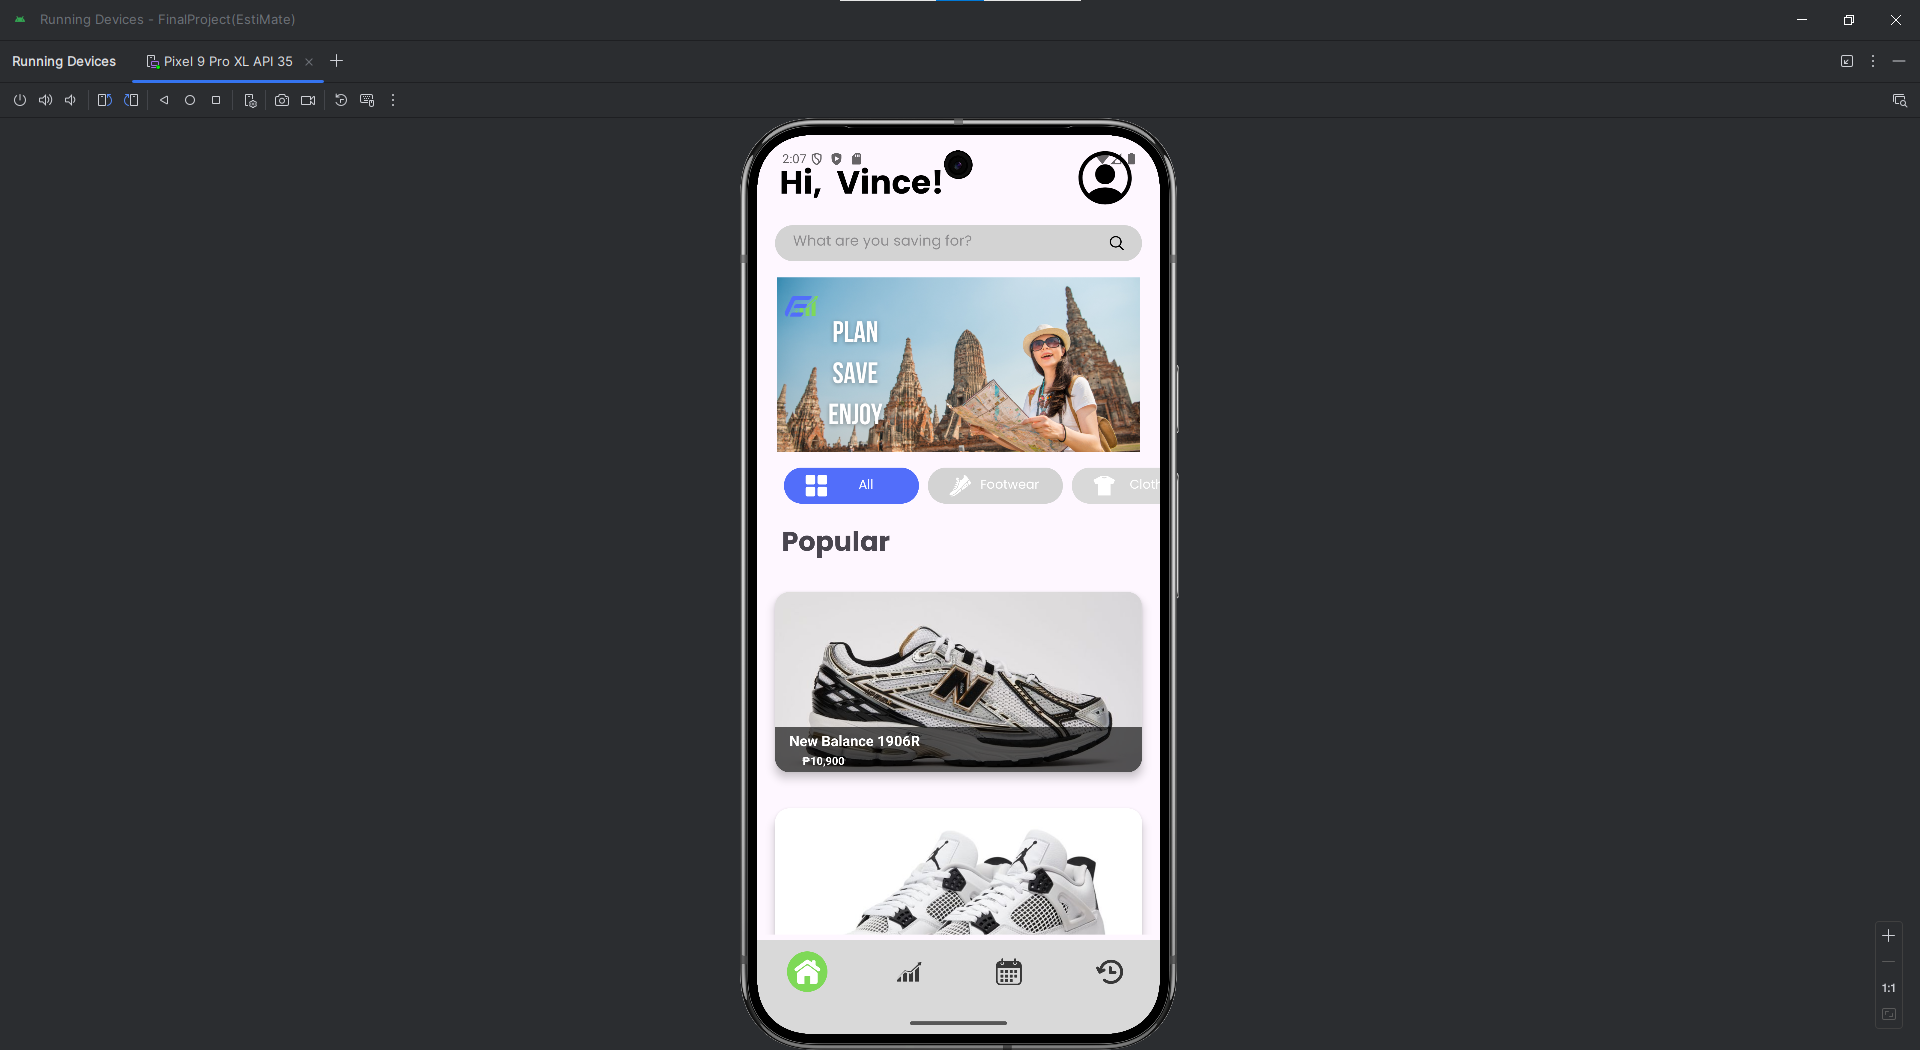 Running Devices - FinalProject(EstiMate)
Running Devices
Pixel 9 Pro XL API 35
2:07
Hi, Vince!
What are you saving for?
PLAN
SAVE
ENJOY
All
Footwear
Cloth
Popular
N
New Balance 1906R
₱10,900
1:1